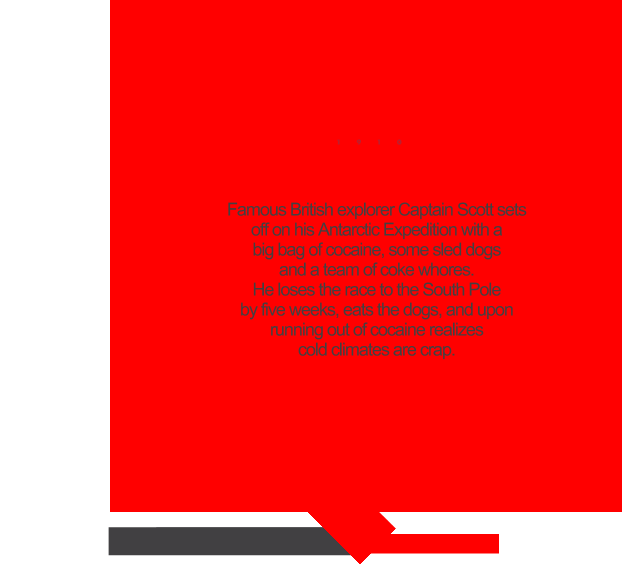 Famous British explorer Captain Scott sets
off on his Antarctic Expedition with a
big bag of cocaine, some sled dogs
and a team of coke whores.
He loses the race to the South Pole
by five weeks, eats the dogs, and upon
running out of cocaine realizes
cold climates are crap.